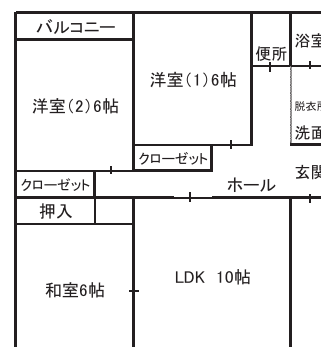 バルコニー
浴室
便所
洋室(1)6帖
洋室(2)6帖
脱衣所
洗面
クローゼット
玄関
クローゼット
ホール
押入
LDK 10帖
和室6帖